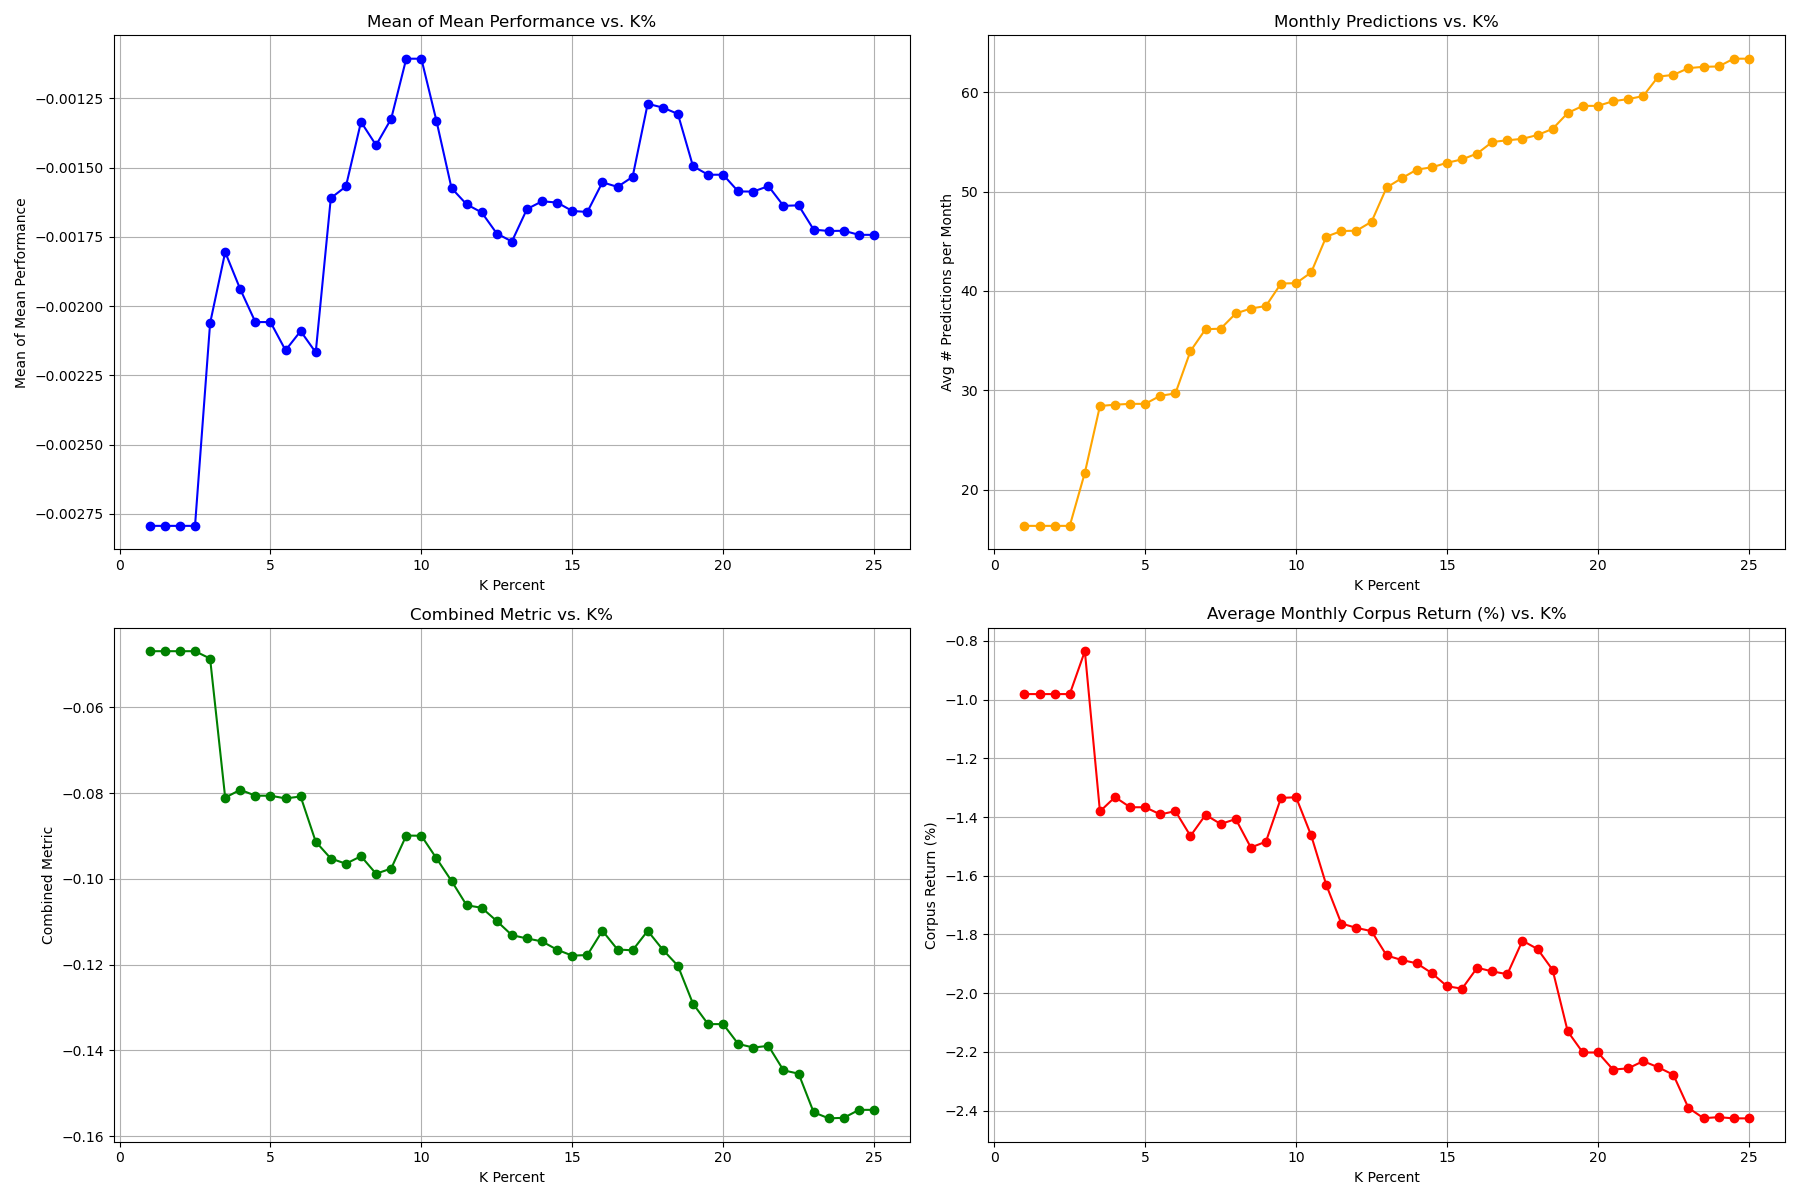 Mean of Mean Performance vs. K%
Mean of Mean Performance
−0.00125
−0.00150
−0.00175
−0.00200
−0.00225
−0.00250
−0.00275
0 5 10 15 20 25
K Percent
Monthly Predictions vs. K%
Avg # Predictions per Month
60
50
40
30
20
0 5 10 15 20 25
K Percent
Combined Metric vs. K%
Combined Metric
−0.06
−0.08
−0.10
−0.12
−0.14
−0.16
0 5 10 15 20 25
K Percent
Average Monthly Corpus Return (%) vs. K%
Corpus Return (%)
−0.8
−1.0
−1.2
−1.4
−1.6
−1.8
−2.0
−2.2
−2.4
0 5 10 15 20 25
K Percent